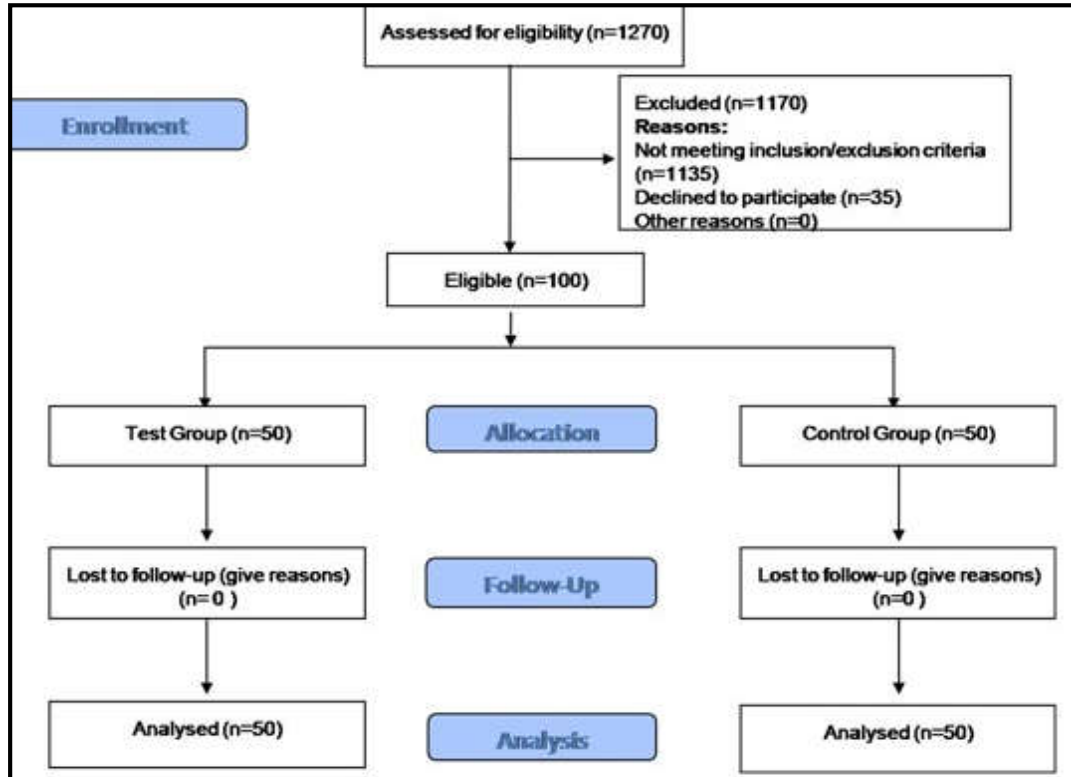 Assessed for eligibility (n=1270)
Enrollment
Excluded (n=1170)
Reasons:
Not meeting inclusion/exclusion criteria
(n=1135)
Declined to participate (n=35)
Other reasons (n=0)
Eligible (n=100)
Test Group (n=50)
Allocation
Control Group (n=50)
Lost to follow-up (give reasons)
(n= 0 )
Follow-Up
Lost to follow-up (give reasons)
(n=0 )
Analysed (n=50)
Analysis
Analysed (n=50)